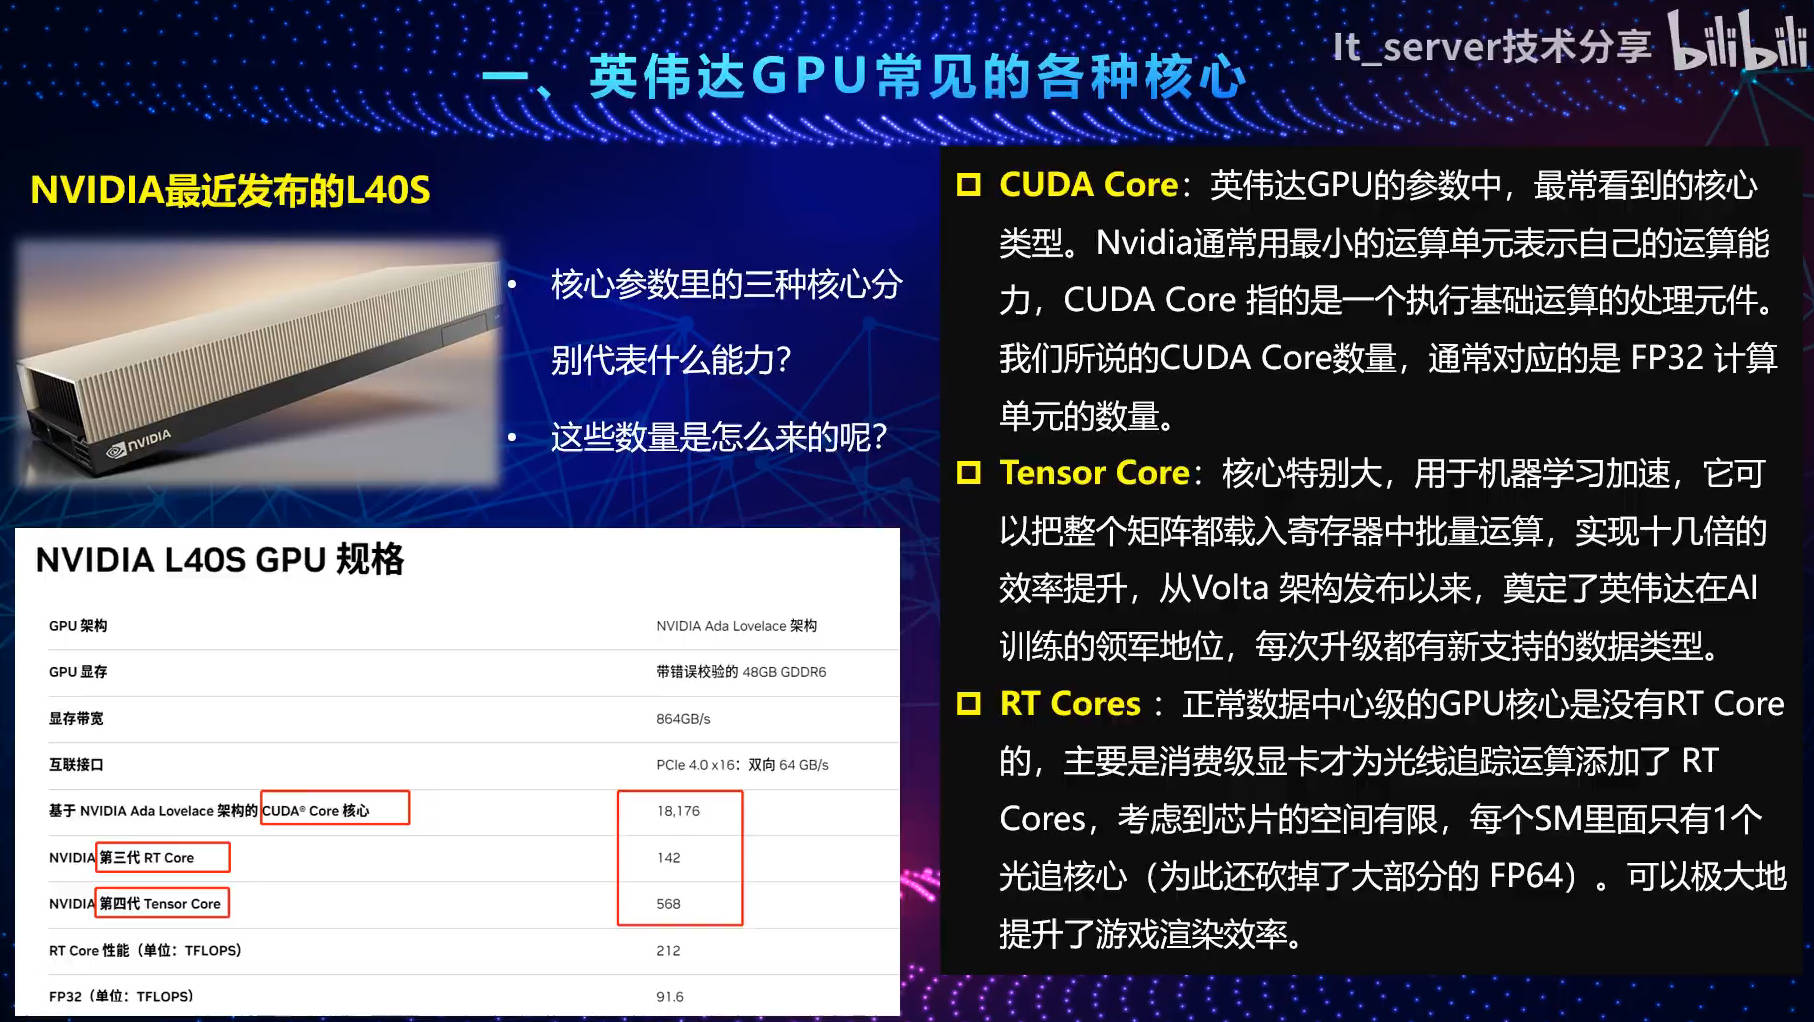 It_server技术分享 bilibili
一、英伟达GPU常见的各种核心
NVIDIA最近发布的L40S
NVIDIA
• 核心参数里的三种核心分
别代表什么能力？
• 这些数量是怎么来的呢？
NVIDIA L40S GPU 规格
GPU 架构 NVIDIA Ada Lovelace 架构
GPU 显存 带错误校验的 48GB GDDR6
显存带宽 864GB/s
互联接口 PCIe 4.0 x16：双向 64 GB/s
基于 NVIDIA Ada Lovelace 架构的 CUDA® Core 核心 18,176
NVIDIA 第三代 RT Core 142
NVIDIA 第四代 Tensor Core 568
RT Core 性能（单位：TFLOPS） 212
FP32（单位：TFLOPS） 91.6
CUDA Core：英伟达GPU的参数中，最常看到的核心
类型。Nvidia通常用最小的运算单元表示自己的运算能
力，CUDA Core 指的是一个执行基础运算的处理元件。
我们所说的CUDA Core数量，通常对应的是 FP32 计算
单元的数量。
Tensor Core：核心特别大，用于机器学习加速，它可
以把整个矩阵都载入寄存器中批量运算，实现十几倍的
效率提升，从Volta 架构发布以来，奠定了英伟达在AI
训练的领军地位，每次升级都有新支持的数据类型。
RT Cores ：正常数据中心级的GPU核心是没有RT Core
的，主要是消费级显卡才为光线追踪运算添加了 RT
Cores，考虑到芯片的空间有限，每个SM里面只有1个
光追核心（为此还砍掉了大部分的 FP64）。可以极大地
提升了游戏渲染效率。